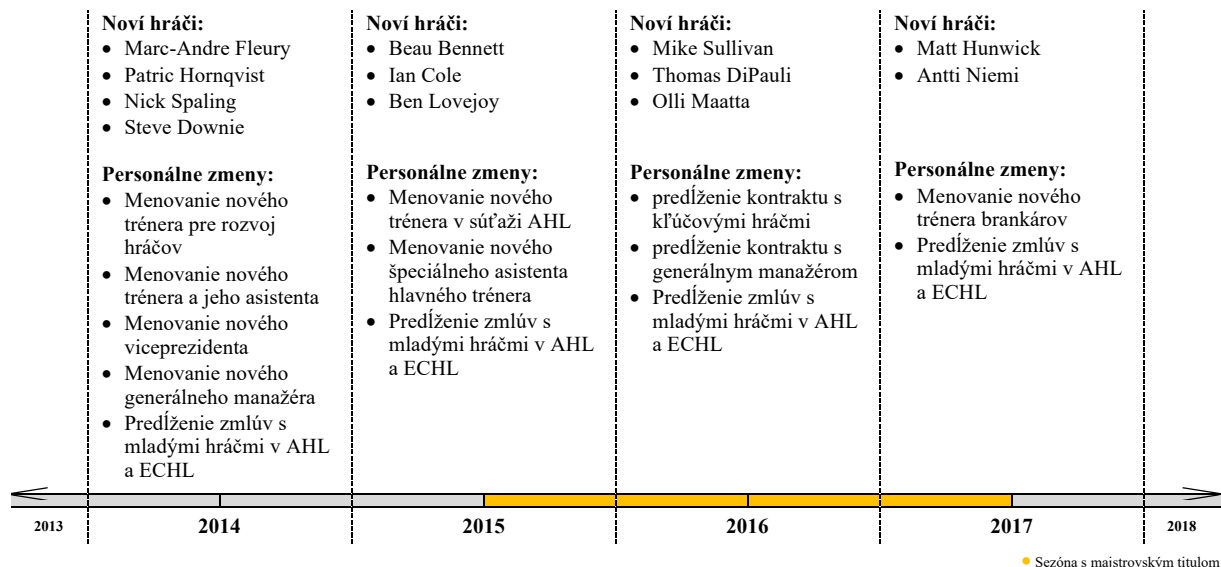 Noví hráči:
• Marc-Andre Fleury
• Patric Hornqvist
• Nick Spaling
• Steve Downie
Personálne zmeny:
• Menovanie nového
trénera pre rozvoj
hráčov
• Menovanie nového
trénera a jeho asistenta
• Menovanie nového
viceprezidenta
• Menovanie nového
generálneho manažéra
• Predĺženie zmlúv s
mladými hráčmi v AHL
a ECHL
Noví hráči:
• Beau Bennett
• Ian Cole
• Ben Lovejoy
Personálne zmeny:
• Menovanie nového
trénera v súťaži AHL
• Menovanie nového
špeciálneho asistenta
hlavného trénera
• Predĺženie zmlúv s
mladými hráčmi v AHL
a ECHL
Noví hráči:
• Mike Sullivan
• Thomas DiPauli
• Olli Maatta
Personálne zmeny:
• predĺženie kontraktu s
kľúčovými hráčmi
• predĺženie kontraktu s
generálnym manažérom
• Predĺženie zmlúv s
mladými hráčmi v AHL
a ECHL
Noví hráči:
• Matt Hunwick
• Antti Niemi
Personálne zmeny:
• Menovanie nového
trénera brankárov
• Predĺženie zmlúv s
mladými hráčmi v AHL
a ECHL
2013
2014
2015
2016
2017
2018
• Sezóna s majstrovským titulom